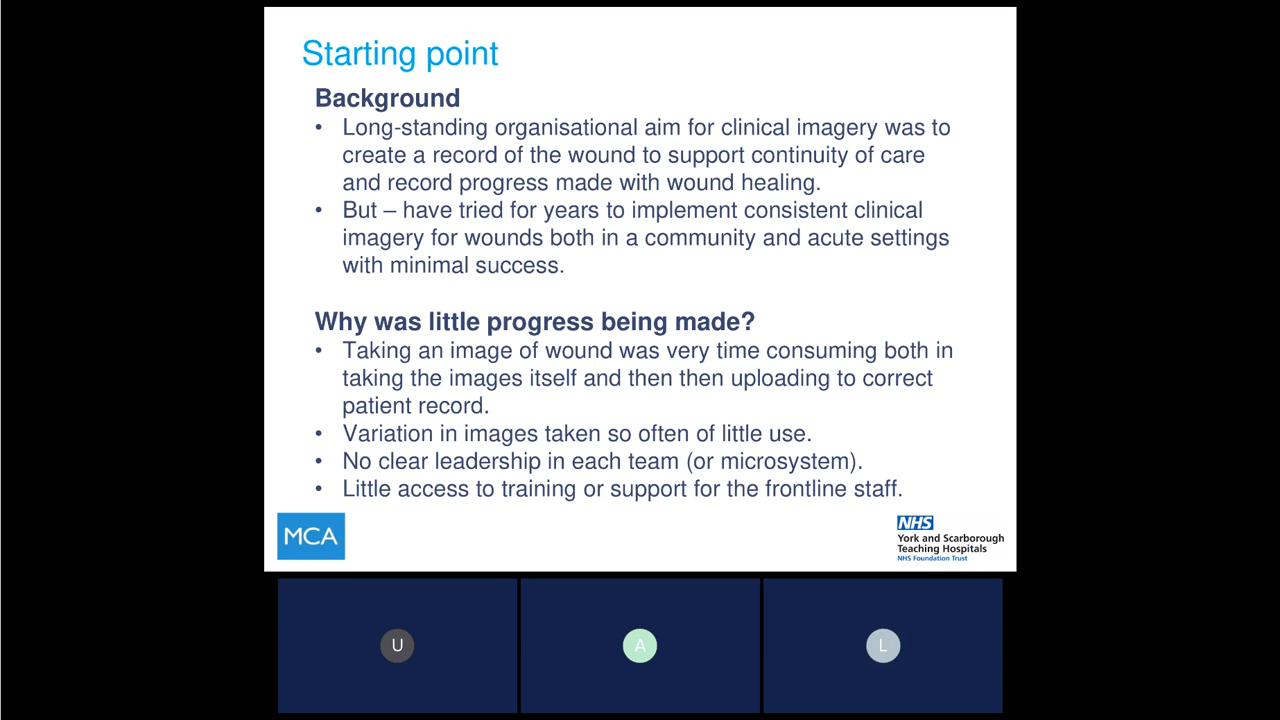 Starting point
Background
• Long-standing organisational aim for clinical imagery was to
create a record of the wound to support continuity of care
and record progress made with wound healing.
• But – have tried for years to implement consistent clinical
imagery for wounds both in a community and acute settings
with minimal success.
Why was little progress being made?
• Taking an image of wound was very time consuming both in
taking the images itself and then then uploading to correct
patient record.
• Variation in images taken so often of little use.
• No clear leadership in each team (or microsystem).
• Little access to training or support for the frontline staff.
MCA
NHS
York and Scarborough
Teaching Hospitals
NHS Foundation Trust
U
A
L